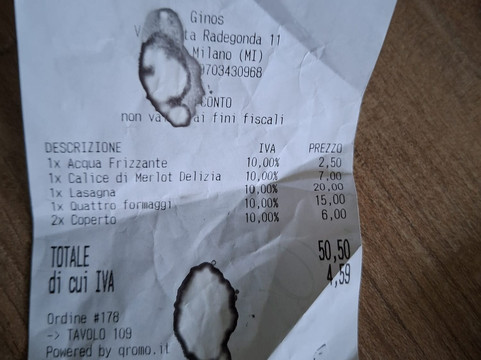 Ginos
Radegonda 11
Milano (MI)
9703430968
CONTO
non ai fini fiscali
DESCRIZIONE IVA PREZZO
1x Acqua Frizzante 10,00% 2,50
1x Calice di Merlot Delizia 10,00% 7,00
1x Lasagna 10,00% 20,00
1x Quattro formaggi 10,00% 15,00
2x Coperto 10,00% 6,00
TOTALE 50,50
di cui IVA 4,59
Ordine #178
-> TAVOLO 109
Powered by qromo.it